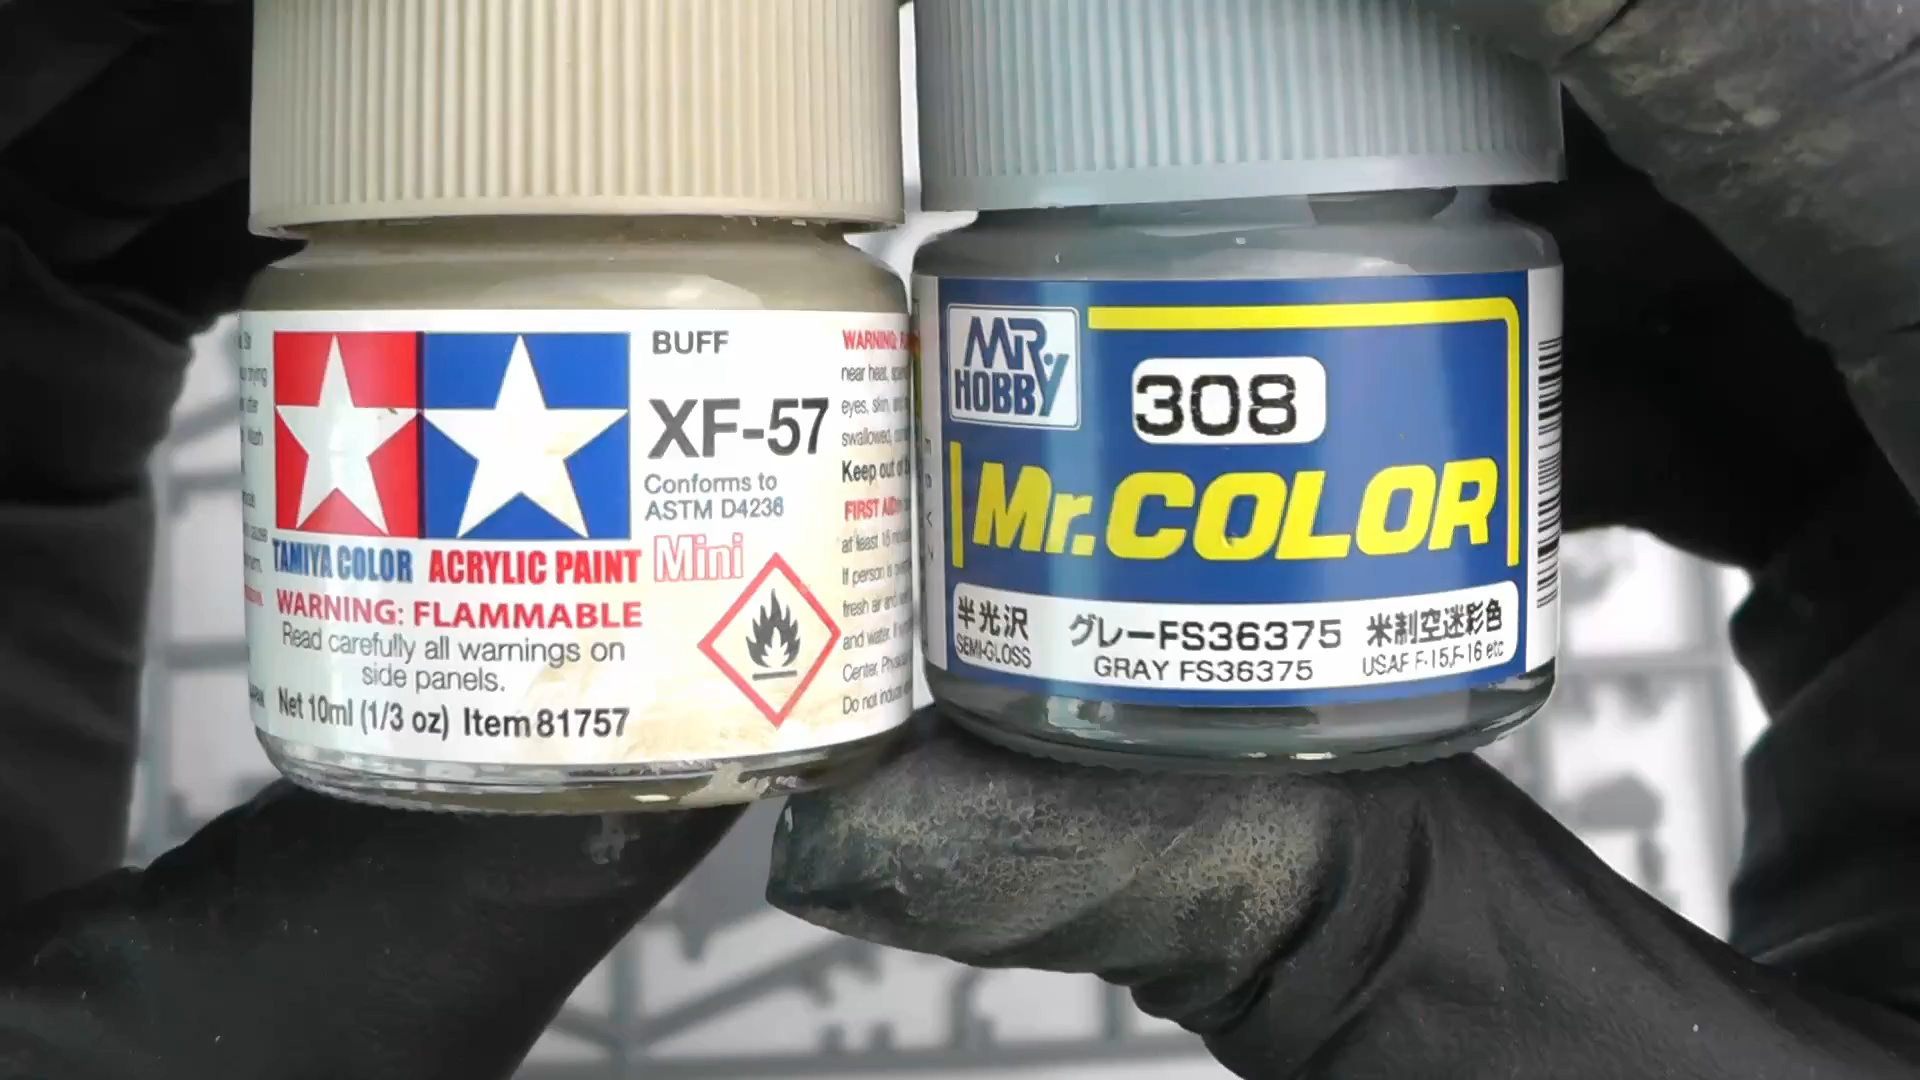 BUFF
XF-57
Conforms to
ASTM D4236
TAMIYA COLOR ACRYLIC PAINT Mini
WARNING: FLAMMABLE
Read carefully all warnings on
side panels.
Net 10ml (1/3 oz) Item 81757
WARNING:
near heat,
eyes, skin,
swallowed,
Keep out of
FIRST AID
at least 15
If person is
fresh air and
and water.
Center,
Do not
MR HOBBY
308
Mr.COLOR
半光沢 グレーFS36375 米制空迷彩色
SEMI-GLOSS GRAY FS36375 USAF F-15,F-16 etc